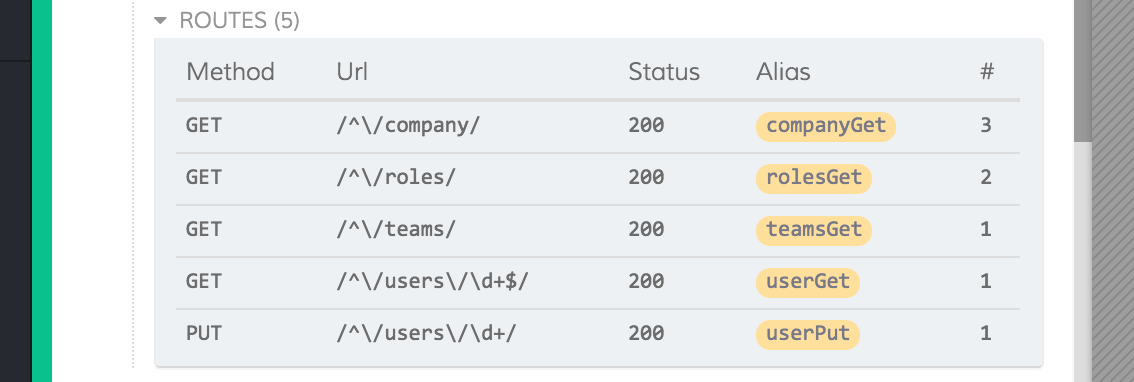 ROUTES (5)
Method Url Status Alias #
GET /^\/company/ 200 companyGet 3
GET /^\/roles/ 200 rolesGet 2
GET /^\/teams/ 200 teamsGet 1
GET /^\/users\/\d+$/ 200 userGet 1
PUT /^\/users\/\d+/ 200 userPut 1